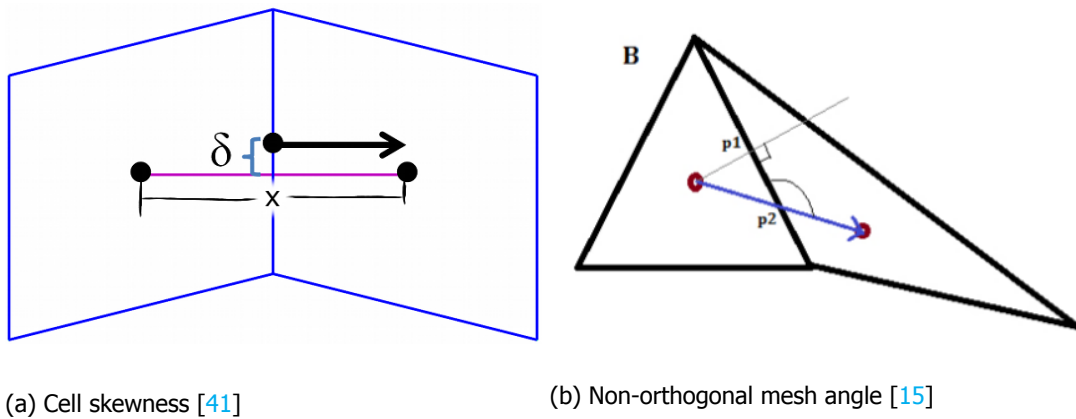 δ
x
B
p1
p2
(a) Cell skewness [41]
(b) Non-orthogonal mesh angle [15]